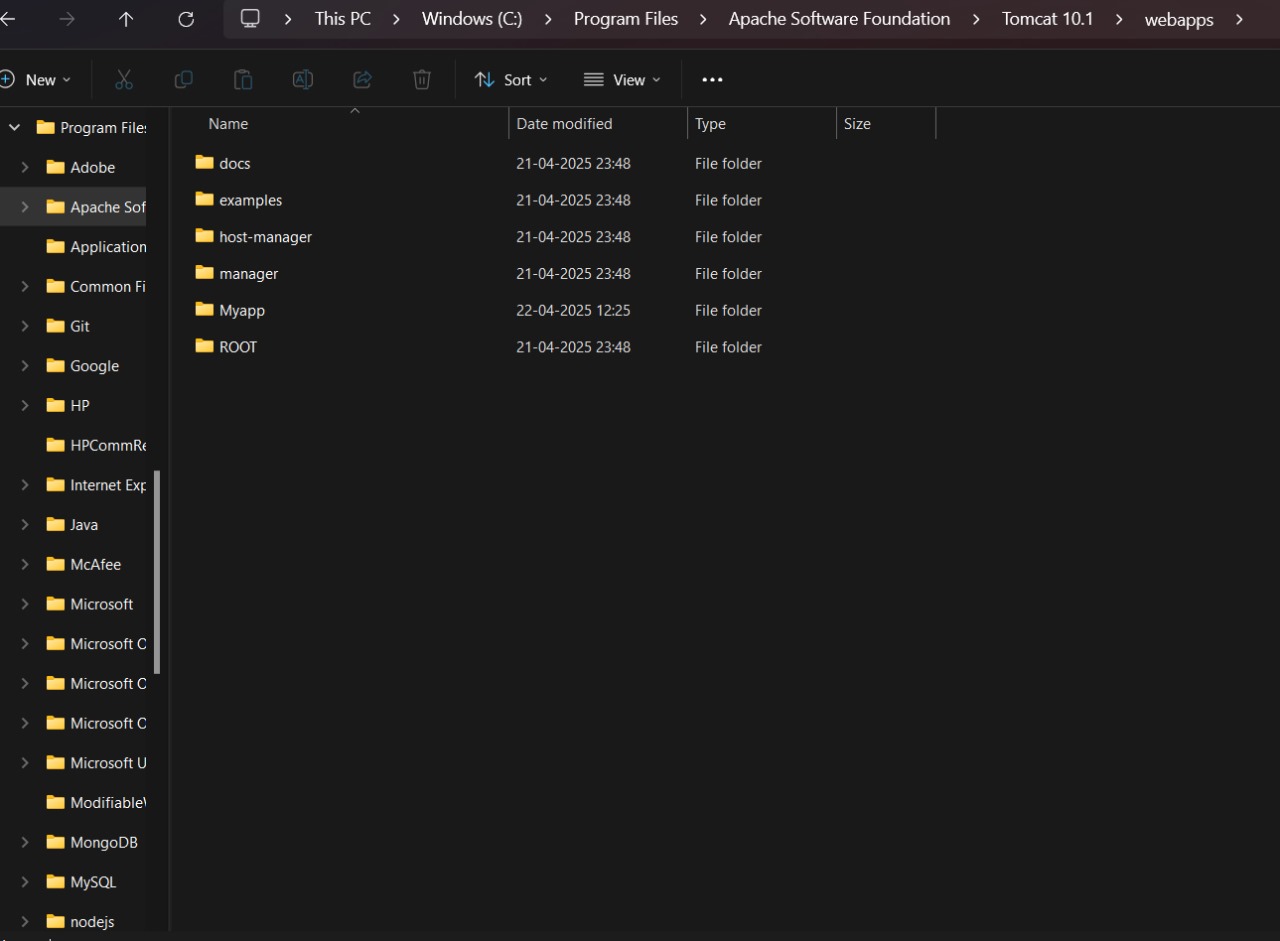 This PC > Windows (C:) > Program Files > Apache Software Foundation > Tomcat 10.1 > webapps >
New Sort View
Program Files
Adobe
Apache Sof
Application
Common Fi
Git
Google
HP
HPCommRe
Internet Exp
Java
McAfee
Microsoft
Microsoft O
Microsoft O
Microsoft O
Microsoft U
Modifiable
MongoDB
MySQL
nodejs
Name Date modified Type Size
docs 21-04-2025 23:48 File folder
examples 21-04-2025 23:48 File folder
host-manager 21-04-2025 23:48 File folder
manager 21-04-2025 23:48 File folder
Myapp 22-04-2025 12:25 File folder
ROOT 21-04-2025 23:48 File folder